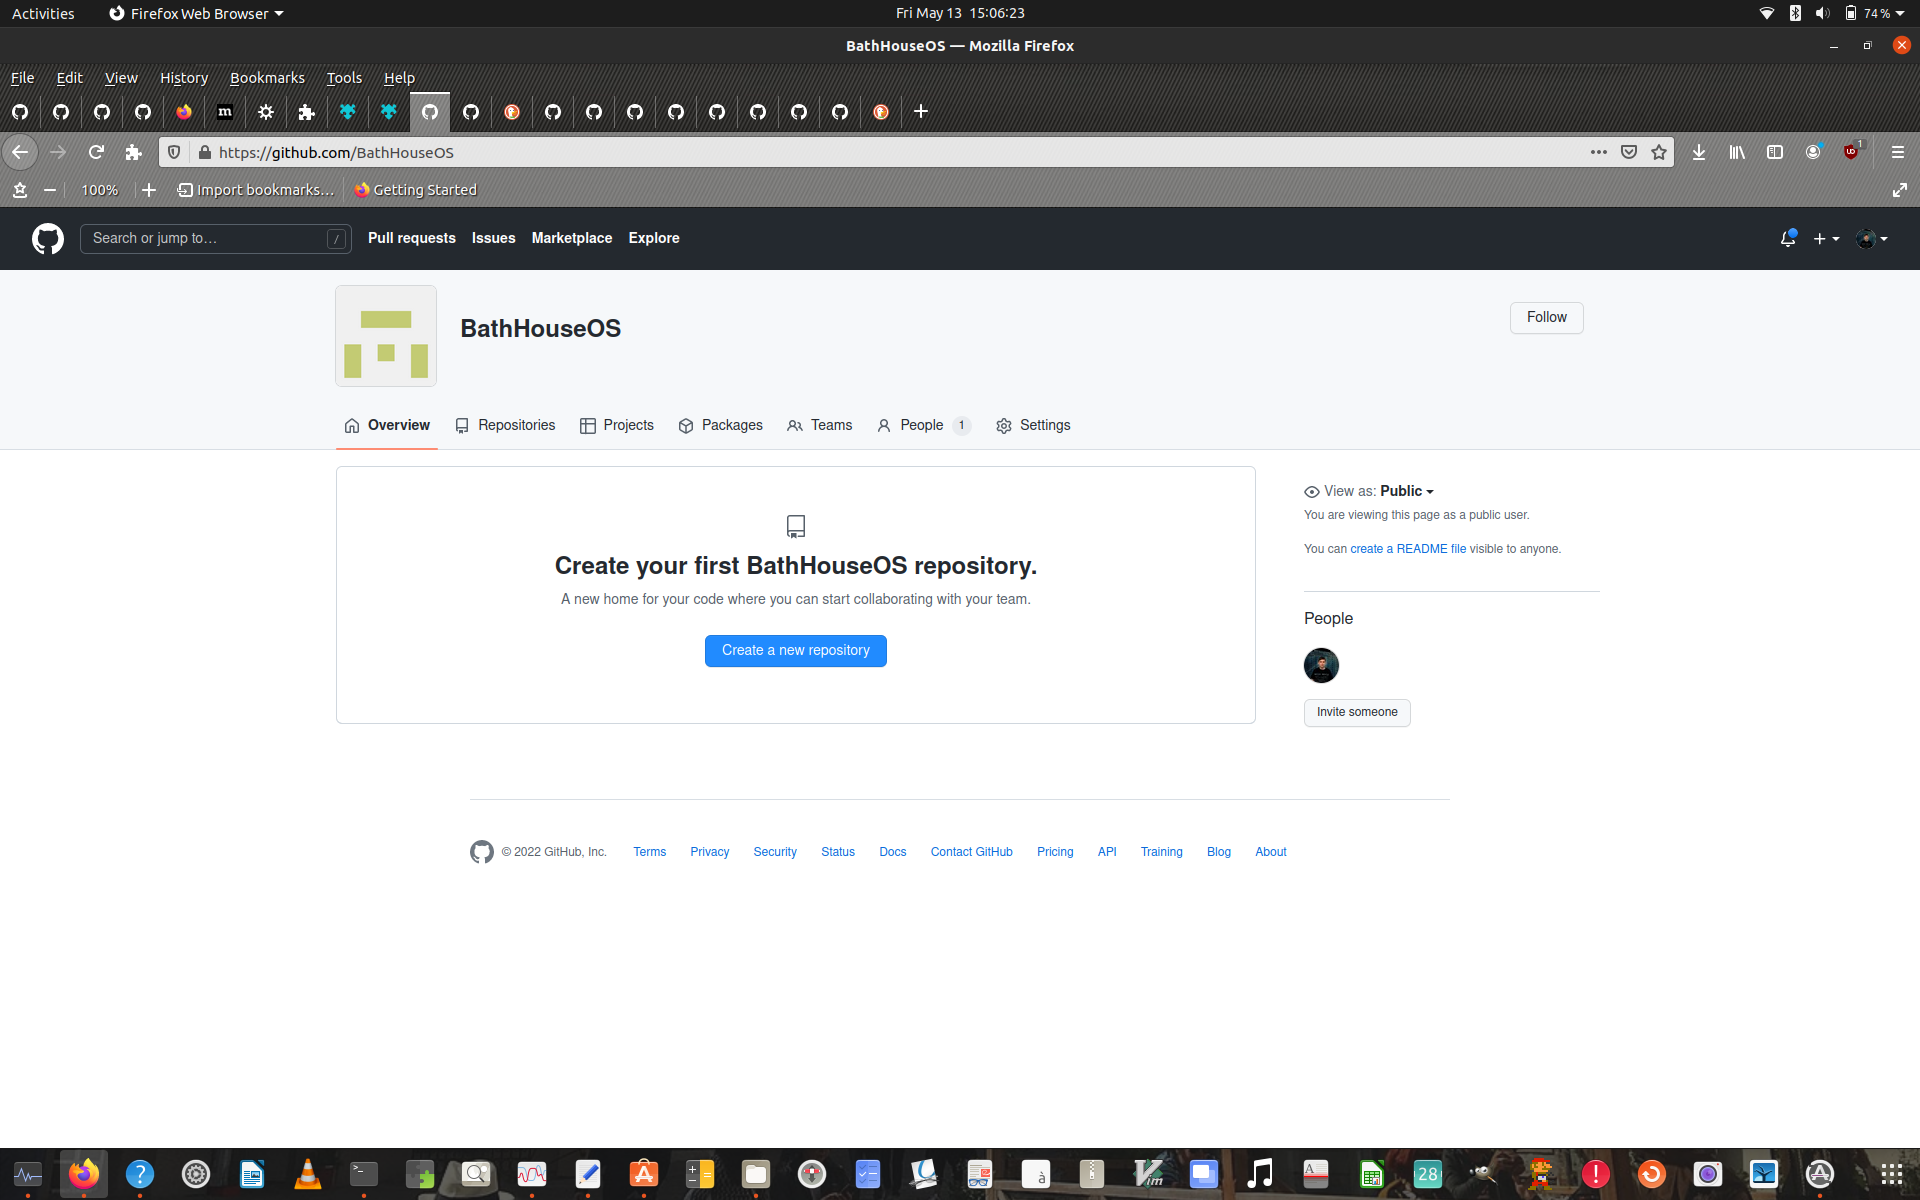 Activities Firefox Web Browser Fri May 13 15:06:23 74 %
BathHouseOS — Mozilla Firefox
File Edit View History Bookmarks Tools Help
m
https://github.com/BathHouseOS 1
100% Import bookmarks... Getting Started
Search or jump to... / Pull requests Issues Marketplace Explore
BathHouseOS
Follow
Overview Repositories Projects Packages Teams People 1 Settings
View as: Public
You are viewing this page as a public user.
You can create a README file visible to anyone.
Create your first BathHouseOS repository.
A new home for your code where you can start collaborating with your team.
Create a new repository
People
Invite someone
© 2022 GitHub, Inc. Terms Privacy Security Status Docs Contact GitHub Pricing API Training Blog About
28